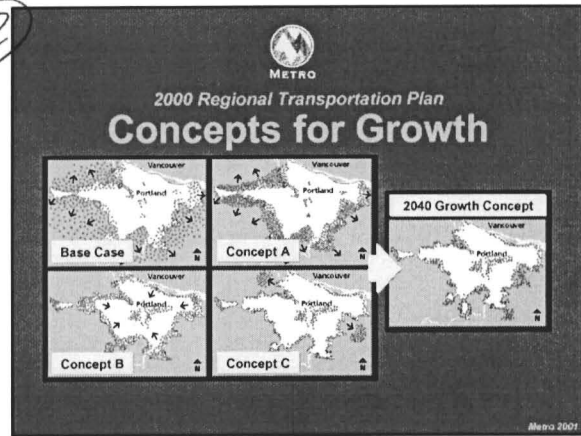 METRO
2000 Regional Transportation Plan
Concepts for Growth
Vancouver
Portland
Base Case
N
Vancouver
Portland
Concept A
N
2040 Growth Concept
Vancouver
Portland
N
Vancouver
Portland
Concept B
N
Vancouver
Portland
Concept C
N
Metro 2001